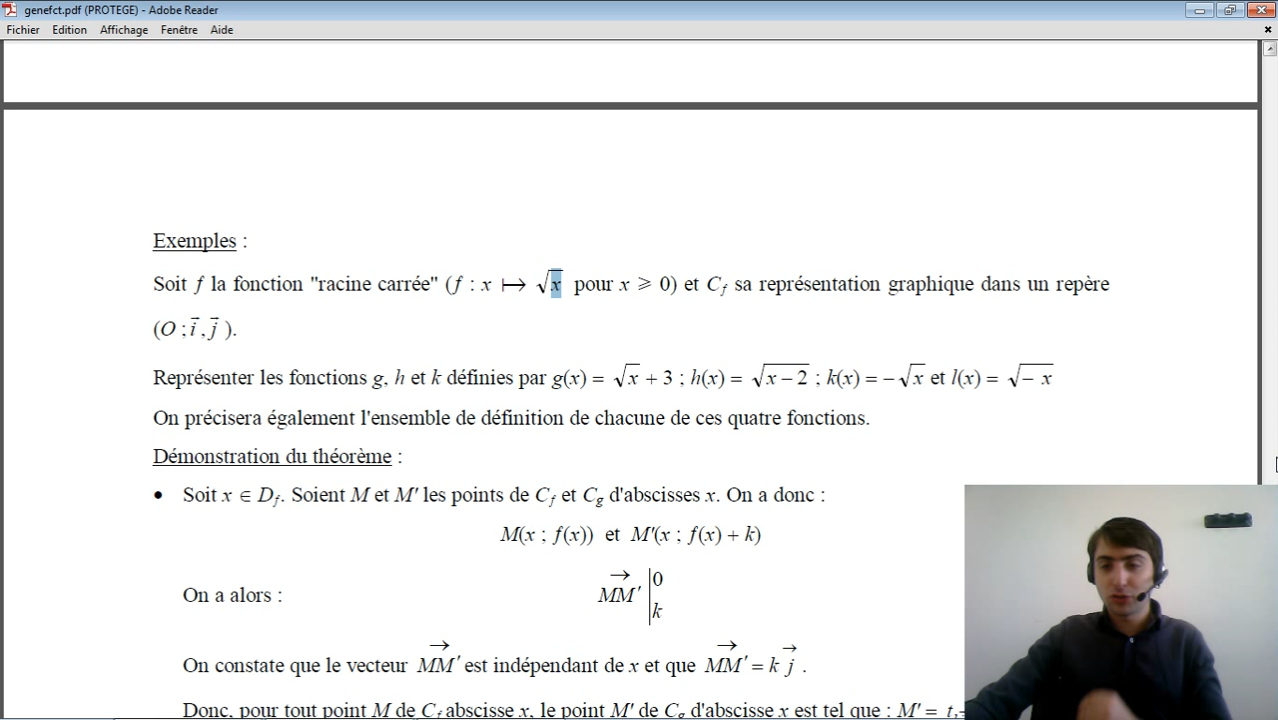 genefct.pdf (PROTEGE) - Adobe Reader
Fichier Edition Affichage Fenêtre Aide
Exemples :
Soit f la fonction "racine carrée" (f : x ↦ √x pour x ⩾ 0) et C_f sa représentation graphique dans un repère
(O ; i⃗ , j⃗ ).
Représenter les fonctions g, h et k définies par g(x) = √x + 3 ; h(x) = √(x – 2) ; k(x) = – √x et l(x) = √(– x)
On précisera également l'ensemble de définition de chacune de ces quatre fonctions.
Démonstration du théorème :
• Soit x ∈ D_f. Soient M et M′ les points de C_f et C_g d'abscisses x. On a donc :
M(x ; f(x)) et M′(x ; f(x) + k)
On a alors : MM′→ | 0
k
On constate que le vecteur MM′→ est indépendant de x et que MM′→ = k j→ .
Donc, pour tout point M de C_f abscisse x, le point M′ de C_g d'abscisse x est tel que : M′ = t